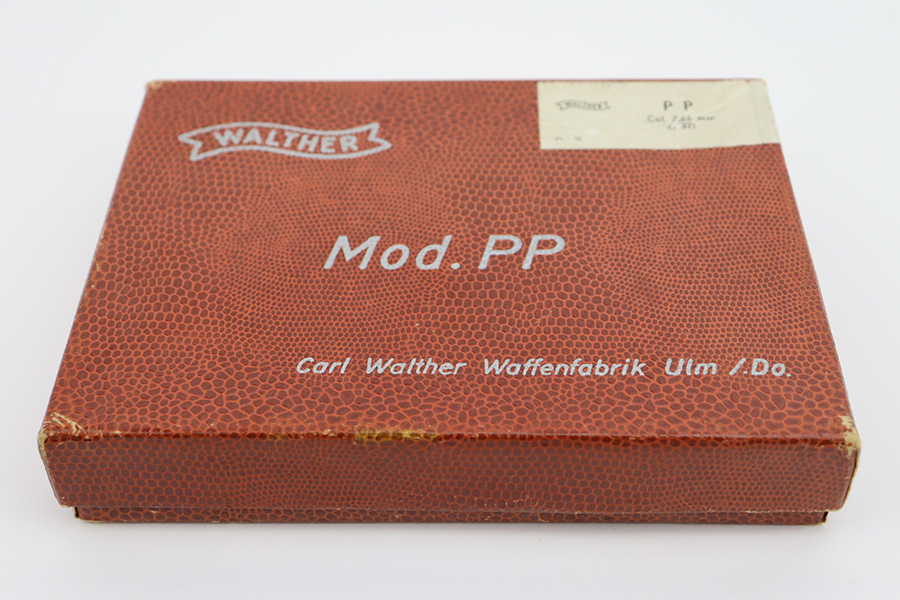 WALTHER
WALTHER
P P
Cal. 7,65 mm
(. 32)
Mod. PP
Carl Walther Waffenfabrik Ulm /.Do.